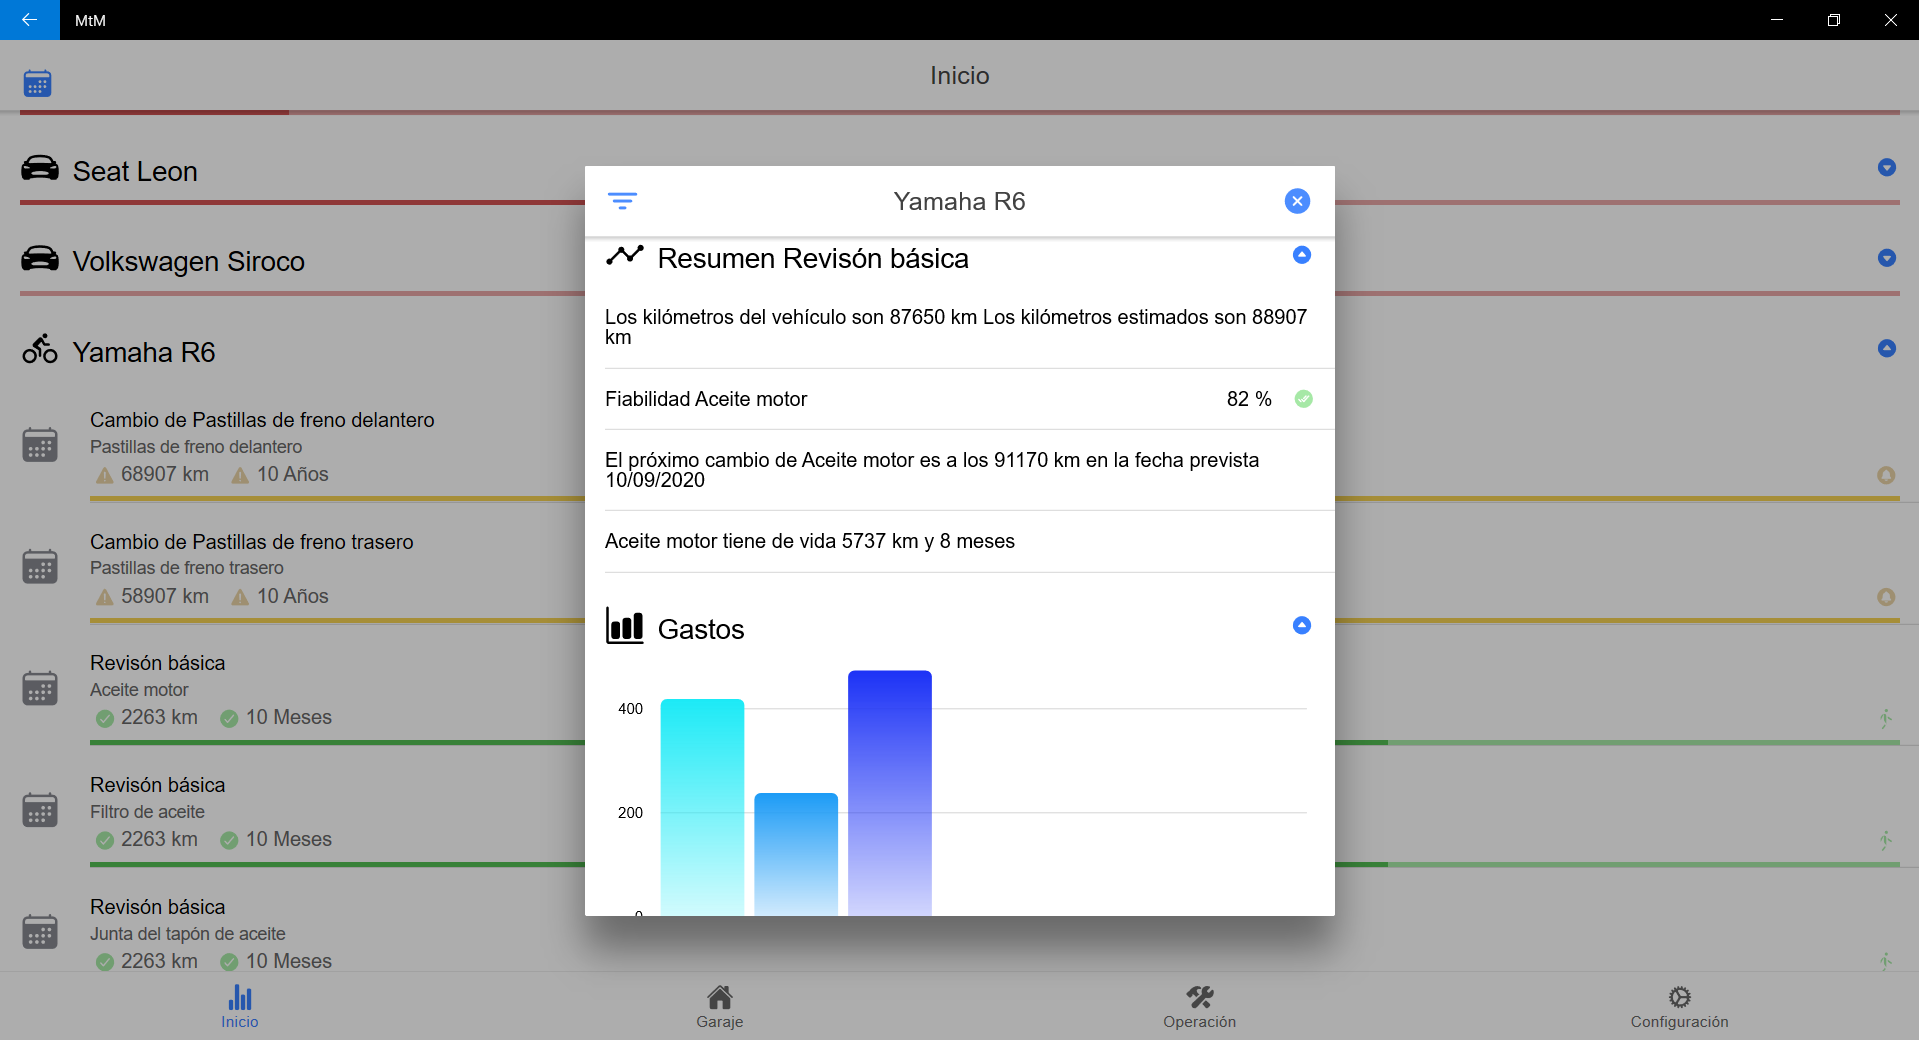 MtM
Inicio
Seat Leon
Volkswagen Siroco
Yamaha R6
Cambio de Pastillas de freno delantero
Pastillas de freno delantero
68907 km 10 Años
Cambio de Pastillas de freno trasero
Pastillas de freno trasero
58907 km 10 Años
Revisón básica
Aceite motor
2263 km 10 Meses
Revisón básica
Filtro de aceite
2263 km 10 Meses
Revisón básica
Junta del tapón de aceite
2263 km 10 Meses
Yamaha R6
Resumen Revisón básica
Los kilómetros del vehículo son 87650 km Los kilómetros estimados son 88907
km
Fiabilidad Aceite motor 82 %
El próximo cambio de Aceite motor es a los 91170 km en la fecha prevista
10/09/2020
Aceite motor tiene de vida 5737 km y 8 meses
Gastos
400
200
0
Inicio Garaje Operación Configuración